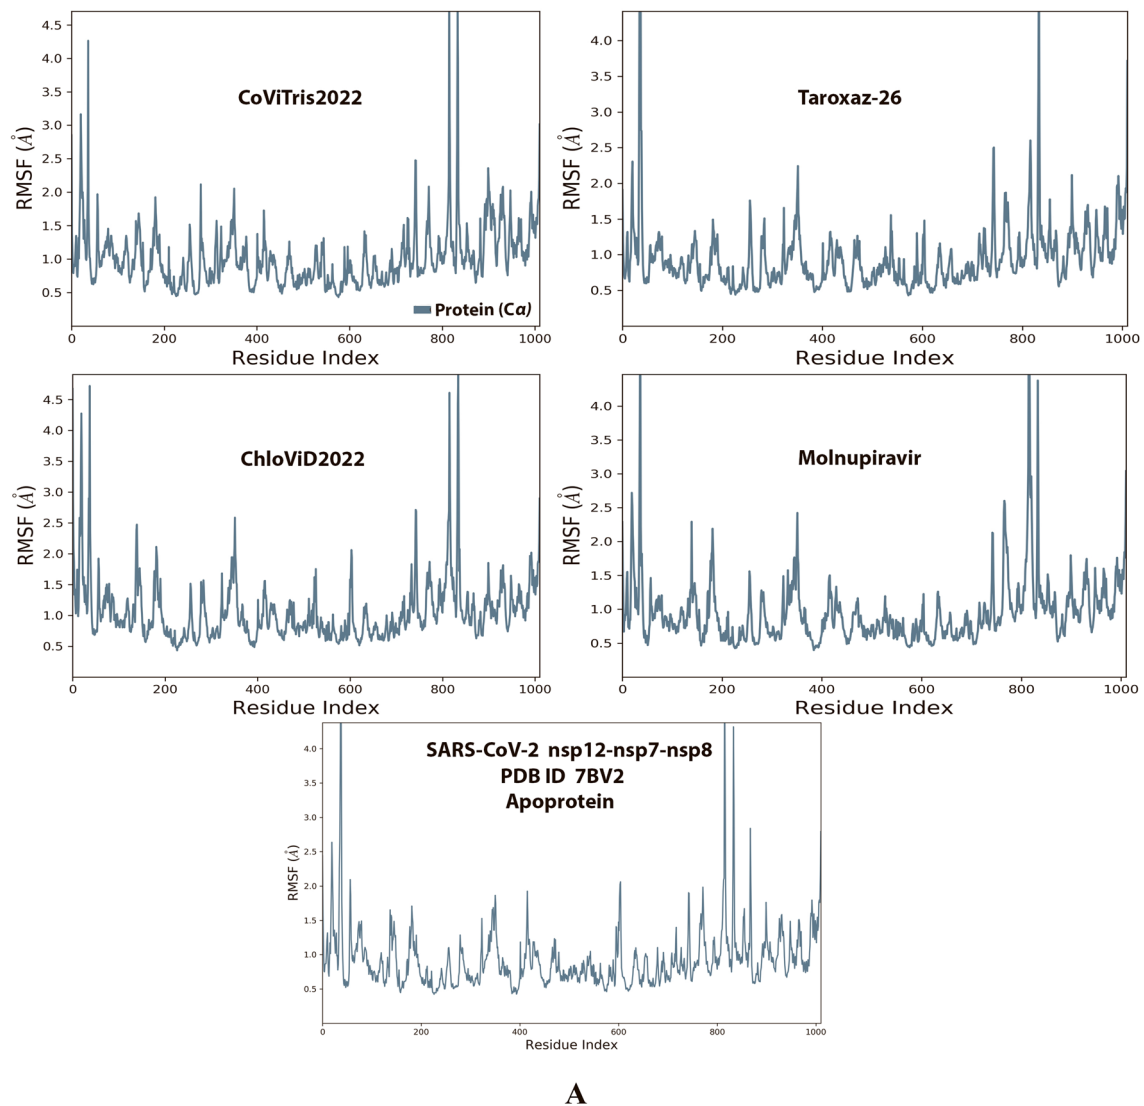 4.5
4.0
3.5
3.0
2.5
2.0
1.5
1.0
0.5
RMSF (Å)
CoViTris2022
Protein (Cα)
0 200 400 600 800 1000
Residue Index
4.0
3.5
3.0
2.5
2.0
1.5
1.0
0.5
RMSF (Å)
Taroxaz-26
0 200 400 600 800 1000
Residue Index
4.5
4.0
3.5
3.0
2.5
2.0
1.5
1.0
0.5
RMSF (Å)
ChloViD2022
0 200 400 600 800 1000
Residue Index
4.0
3.5
3.0
2.5
2.0
1.5
1.0
0.5
RMSF (Å)
Molnupiravir
0 200 400 600 800 1000
Residue Index
4.0
3.5
3.0
2.5
2.0
1.5
1.0
0.5
RMSF (Å)
SARS-CoV-2 nsp12-nsp7-nsp8
PDB ID 7BV2
Apoprotein
0 200 400 600 800 1000
Residue Index
A